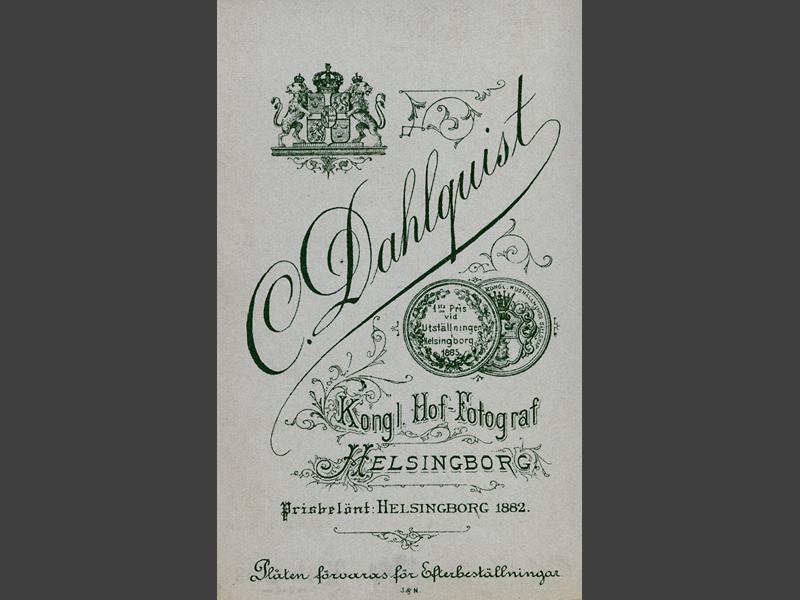 C. Dahlquist
1sta Pris
vid
Utställningen
Helsingborg
1885.
Kongl. Hof-Fotograf
HELSINGBORG.
Prisbelönt: HELSINGBORG 1882.
Plåten förvaras för Efterbeställningar
J & N.